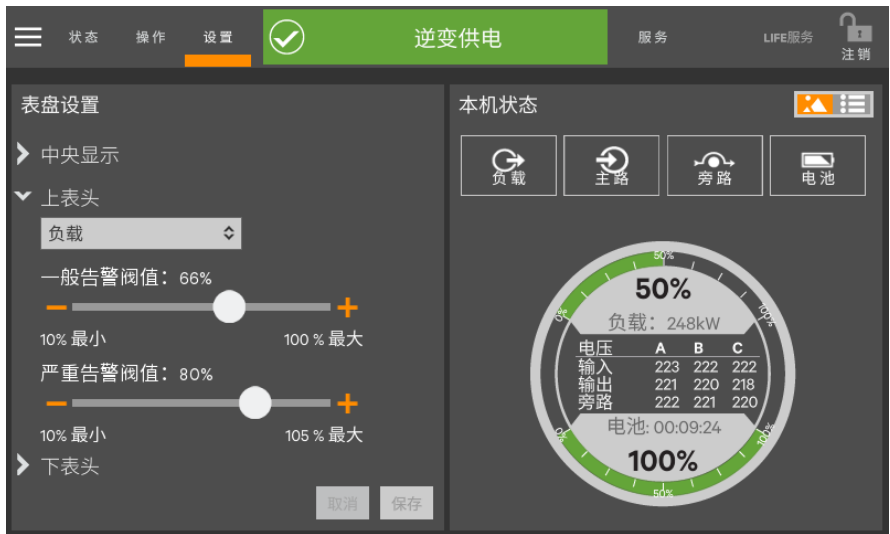 状态 操作 设置 逆变供电 服务 LIFE服务 注销
表盘设置
中央显示
上表头
负载
一般告警阀值：66%
10% 最小 100 % 最大
严重告警阀值：80%
10% 最小 105 % 最大
下表头
取消 保存
本机状态
负载 主路 旁路 电池
50%
0% 100%
50%
负载：248kW
电压 A B C
输入 223 222 222
输出 221 220 218
旁路 222 221 220
电池: 00:09:24
100%
0% 100%
50%